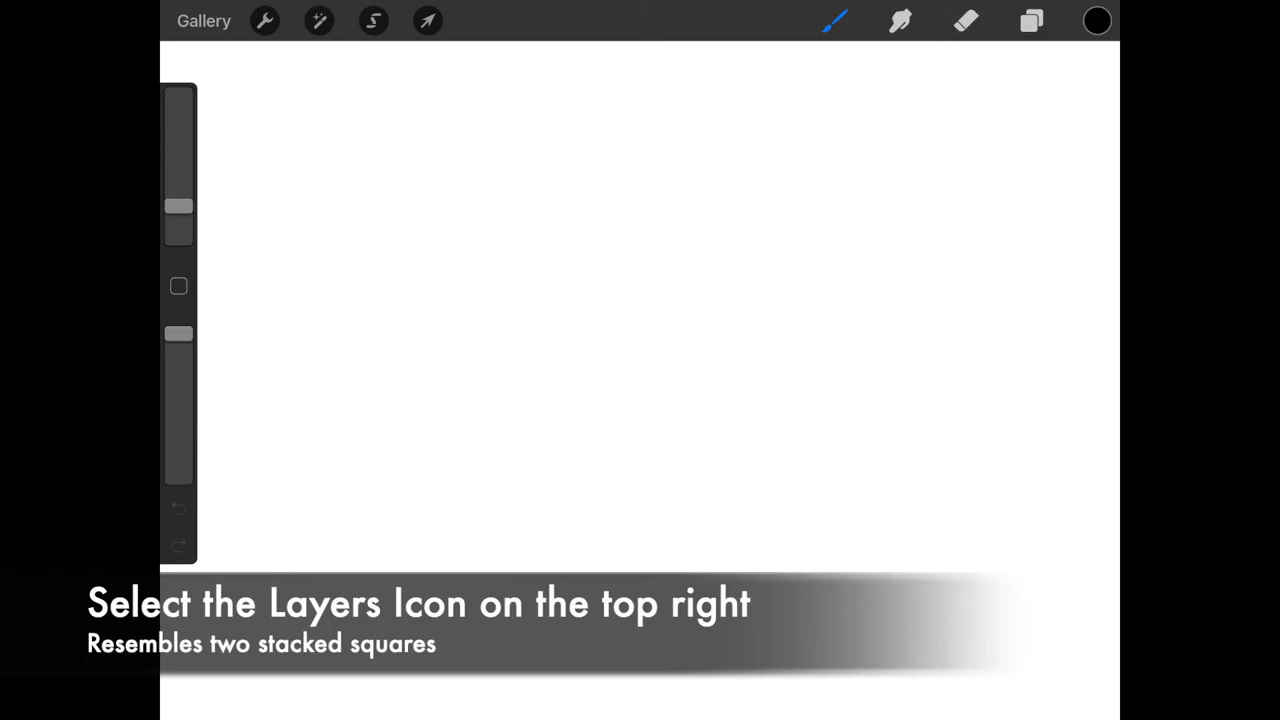 Gallery
Select the Layers Icon on the top right
Resembles two stacked squares